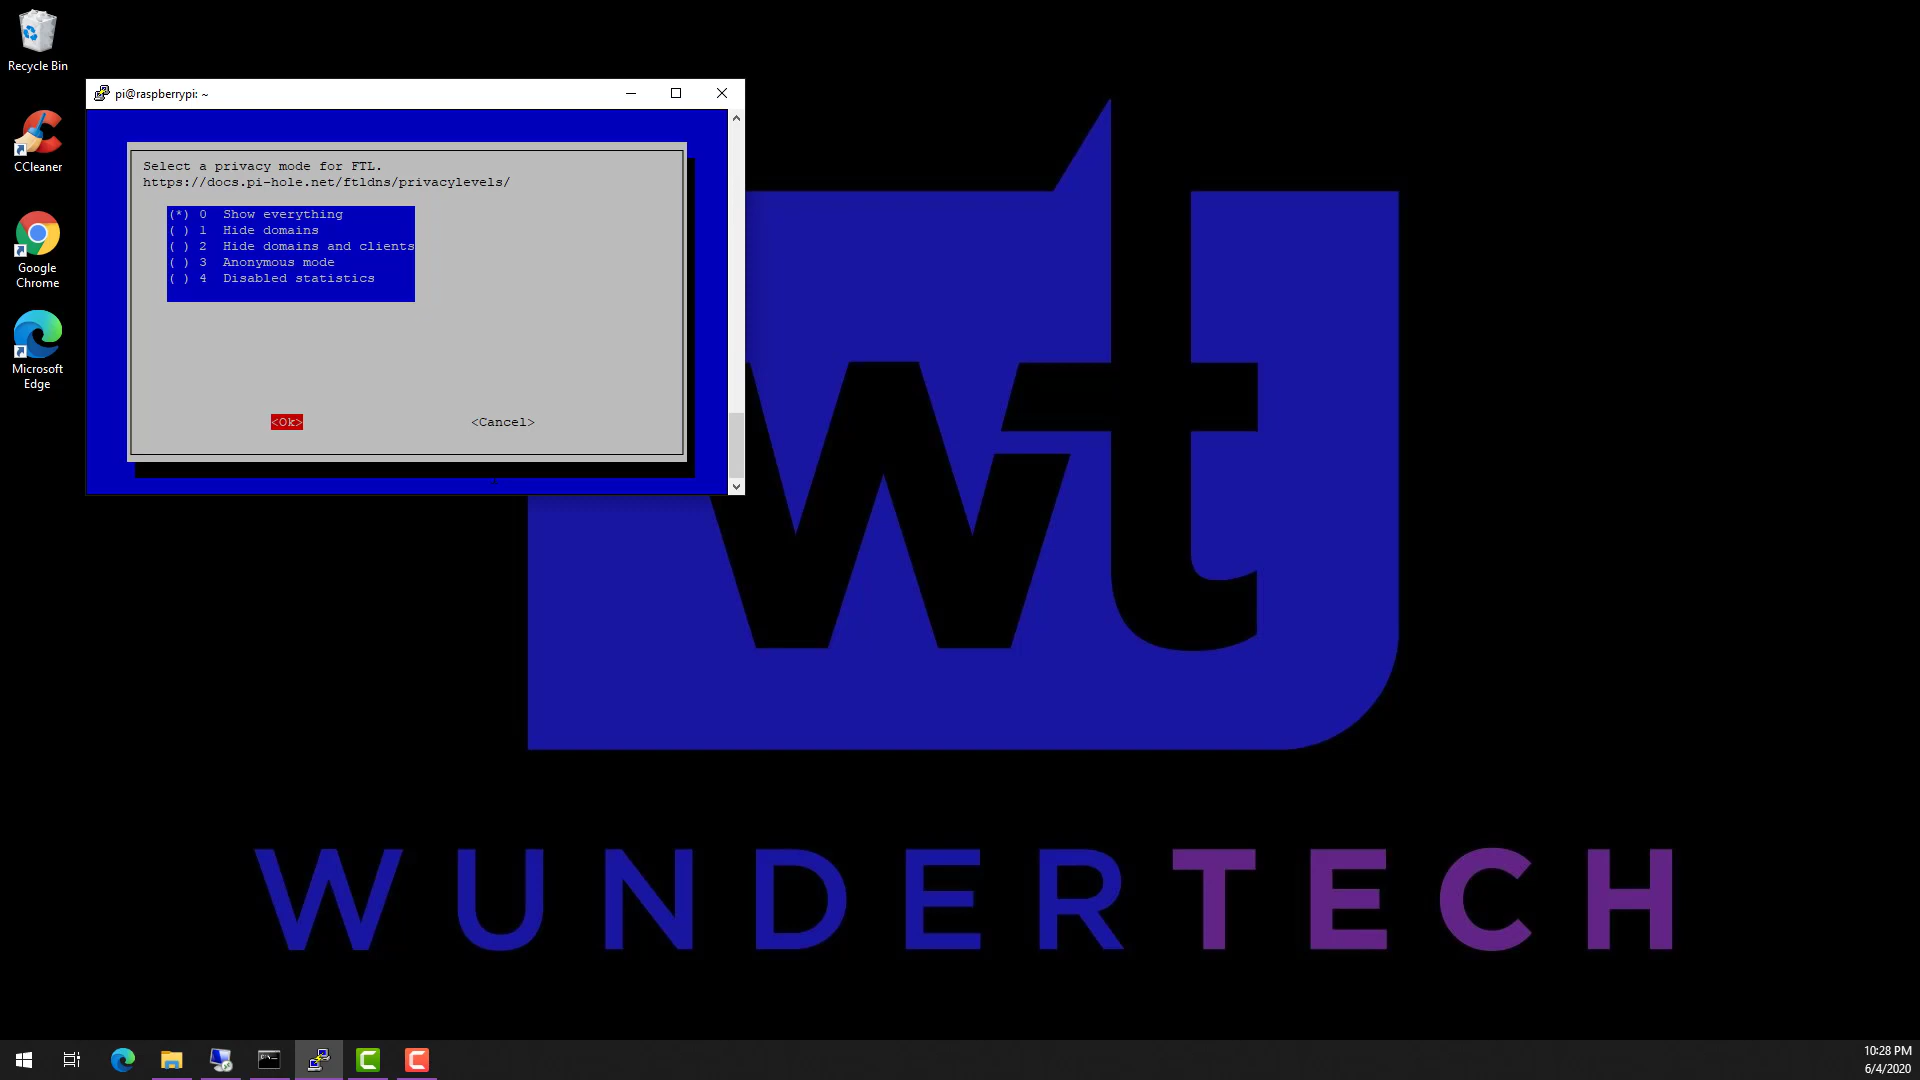 Recycle Bin
CCleaner
Google
Chrome
Microsoft
Edge
pi@raspberrypi: ~
Select a privacy mode for FTL.
https://docs.pi-hole.net/ftldns/privacylevels/
(*) 0 Show everything
( ) 1 Hide domains
( ) 2 Hide domains and clients
( ) 3 Anonymous mode
( ) 4 Disabled statistics
<Ok> <Cancel>
wt
WUNDERTECH
10:28 PM
6/4/2020